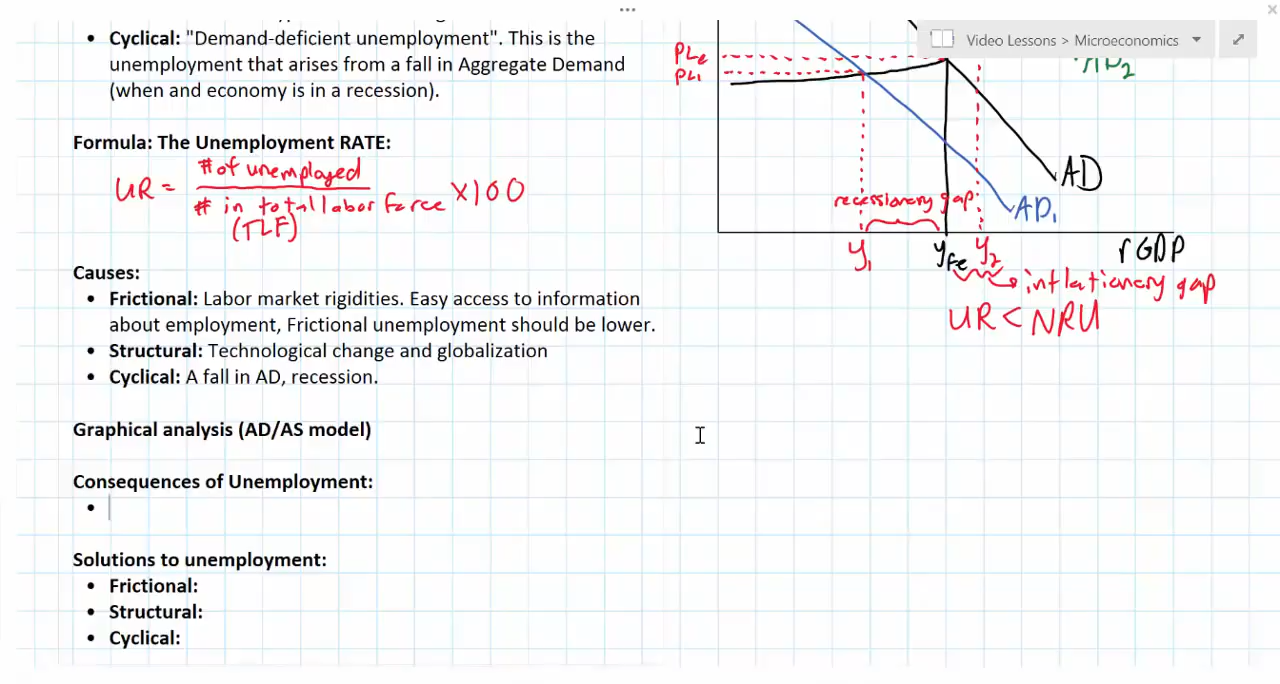 Video Lessons > Microeconomics
• Cyclical: "Demand-deficient unemployment". This is the
unemployment that arises from a fall in Aggregate Demand
(when and economy is in a recession).
Formula: The Unemployment RATE:
UR = # of unemployed
# in total labor force X100
(TLF)
Causes:
• Frictional: Labor market rigidities. Easy access to information
about employment, Frictional unemployment should be lower.
• Structural: Technological change and globalization
• Cyclical: A fall in AD, recession.
Graphical analysis (AD/AS model)
Consequences of Unemployment:
•
Solutions to unemployment:
• Frictional:
• Structural:
• Cyclical:
PLe
PL1
AD
recessionary gap
AD1
y1
yFe
y2
rGDP
inflationary gap
UR < NRU